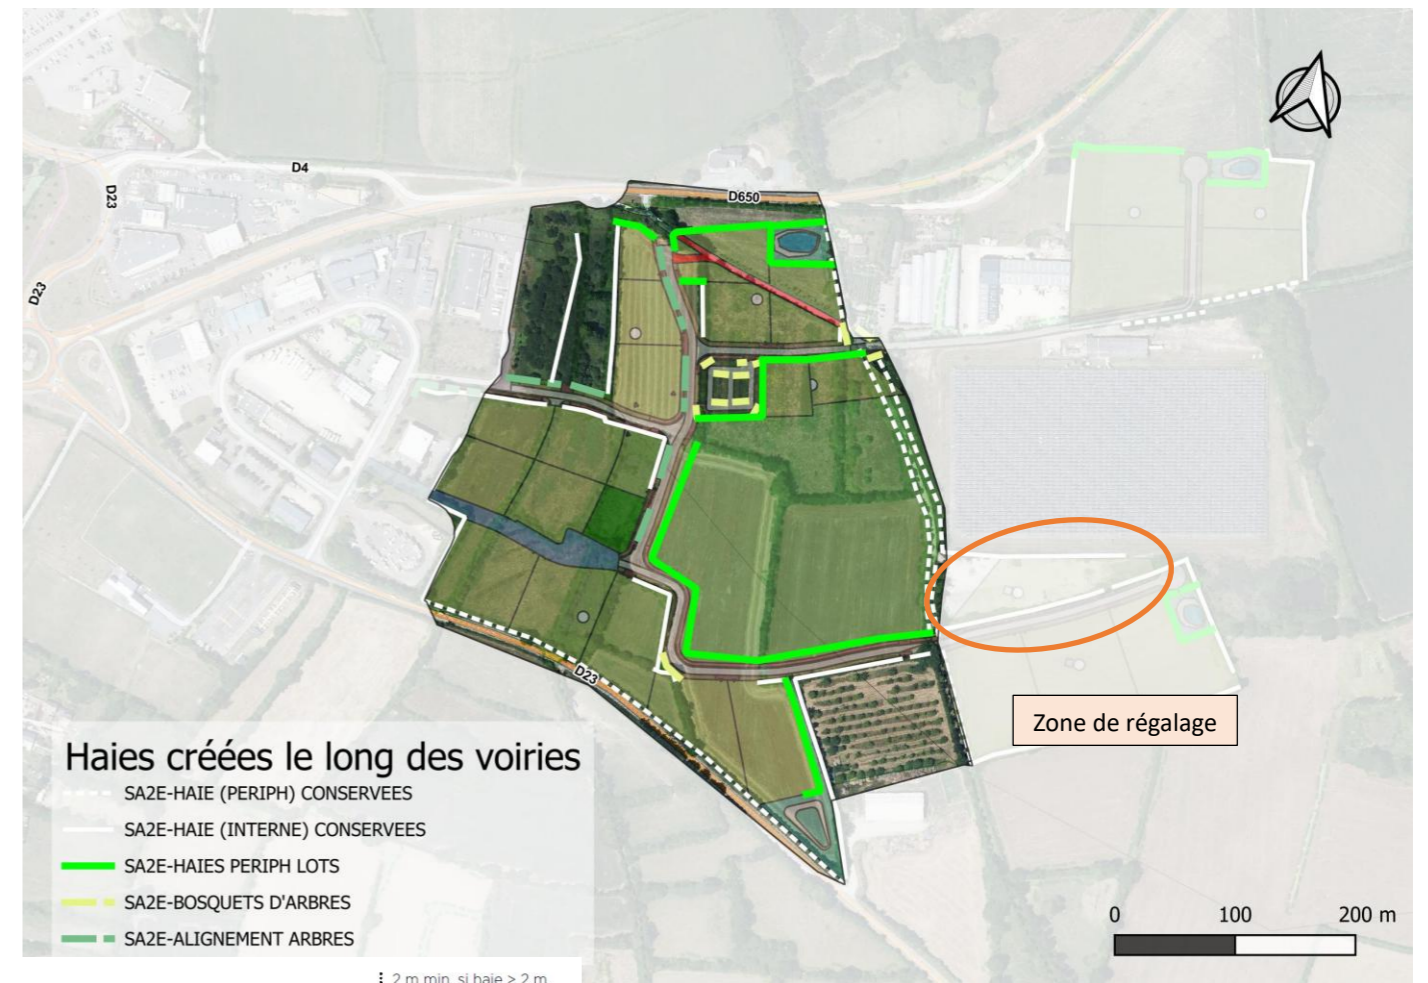 D4
D23
D650
D23
D23
Zone de régalage
Haies créées le long des voiries
SA2E-HAIE (PERIPH) CONSERVEES
SA2E-HAIE (INTERNE) CONSERVEES
SA2E-HAIES PERIPH LOTS
SA2E-BOSQUETS D'ARBRES
SA2E-ALIGNEMENT ARBRES
0 100 200 m
2 m min. si haie > 2 m